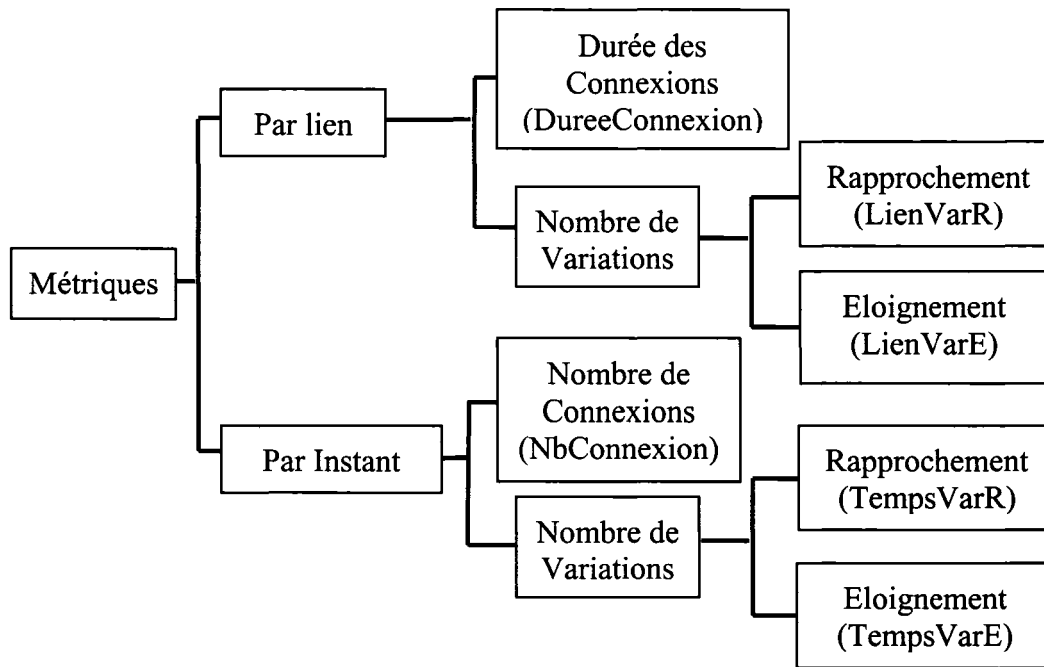 Métriques
Par lien
Durée des
Connexions
(DureeConnexion)
Nombre de
Variations
Rapprochement
(LienVarR)
Eloignement
(LienVarE)
Par Instant
Nombre de
Connexions
(NbConnexion)
Nombre de
Variations
Rapprochement
(TempsVarR)
Eloignement
(TempsVarE)